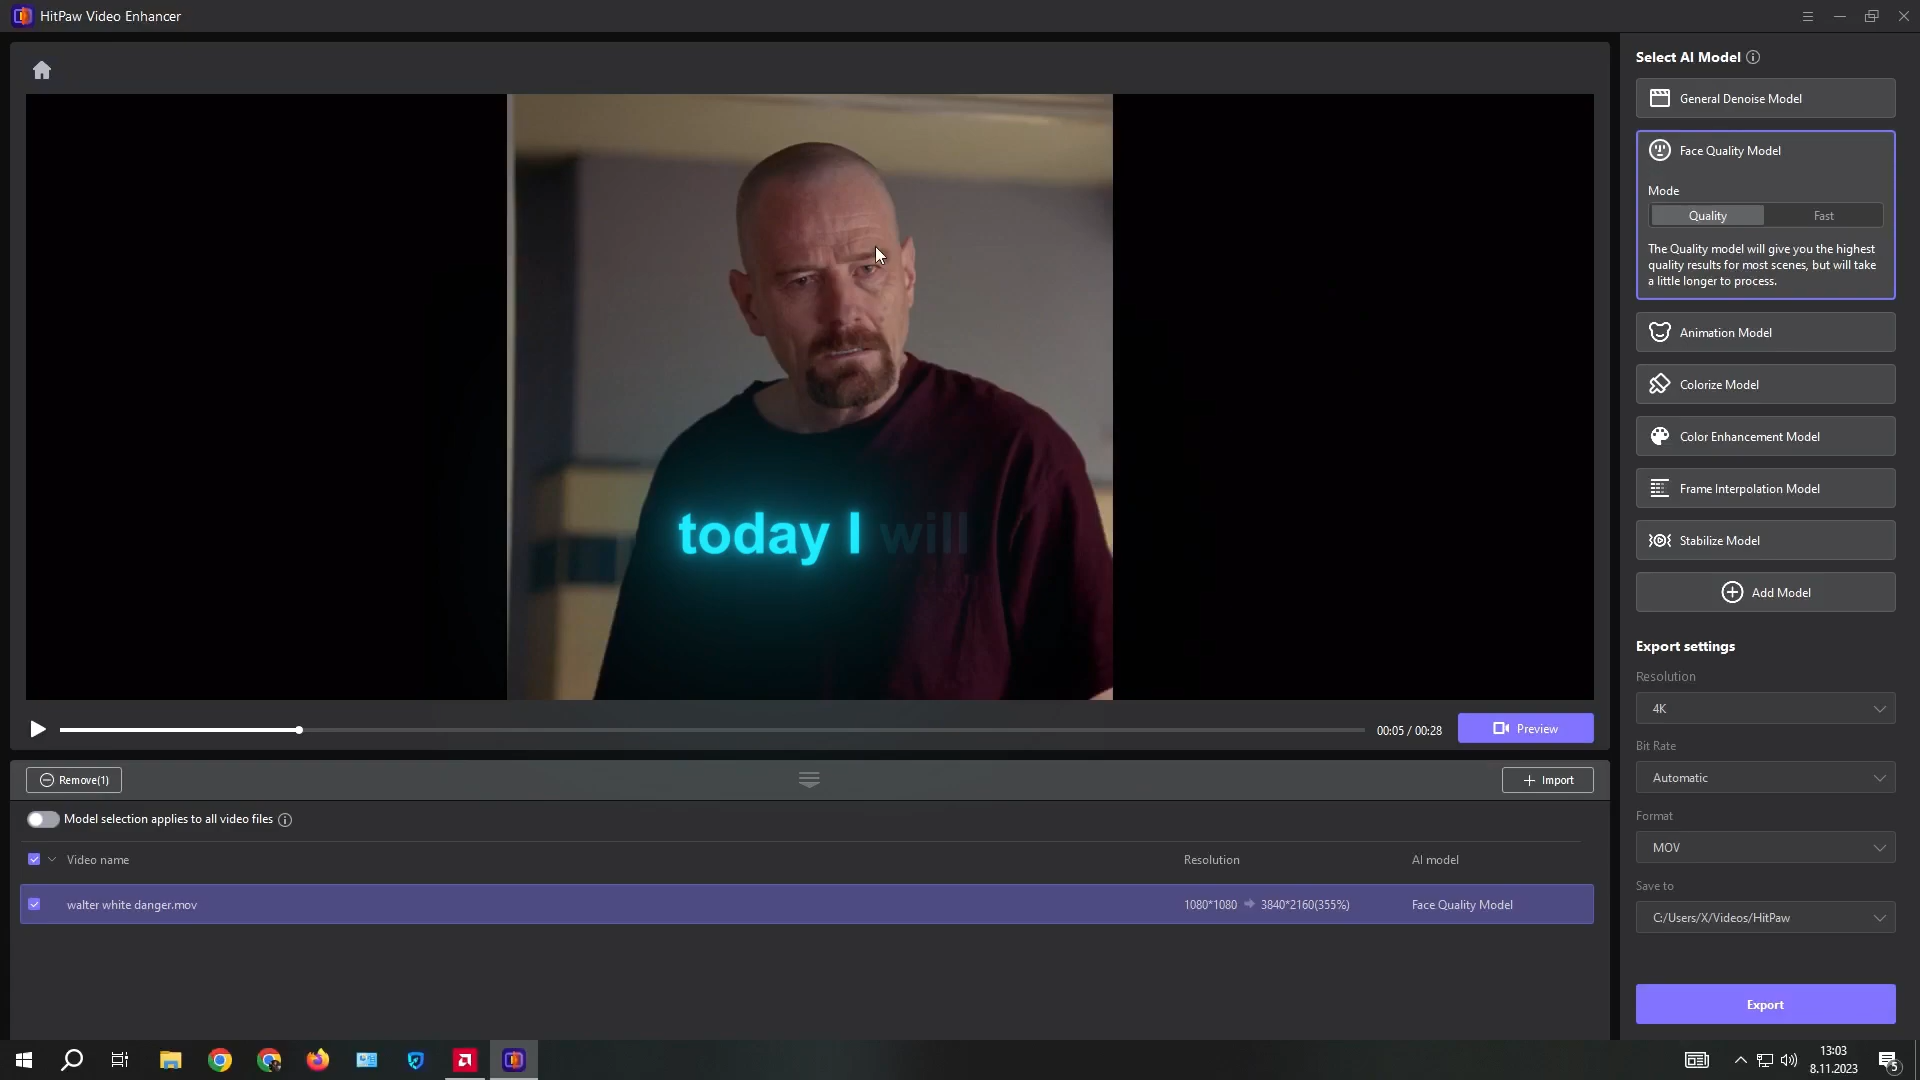 HitPaw Video Enhancer
Select AI Model
General Denoise Model
Face Quality Model
Mode
Quality Fast
The Quality model will give you the highest
quality results for most scenes, but will take
a little longer to process.
Animation Model
Colorize Model
Color Enhancement Model
Frame Interpolation Model
Stabilize Model
Add Model
Export settings
Resolution
4K
Bit Rate
Automatic
Format
MOV
Save to
C:/Users/X/Videos/HitPaw
Export
today I will
00:05 / 00:28
Preview
Remove(1)
Import
Model selection applies to all video files
Video name Resolution AI model
walter white danger.mov 1080*1080 3840*2160(355%) Face Quality Model
13:03
8.11.2023
5